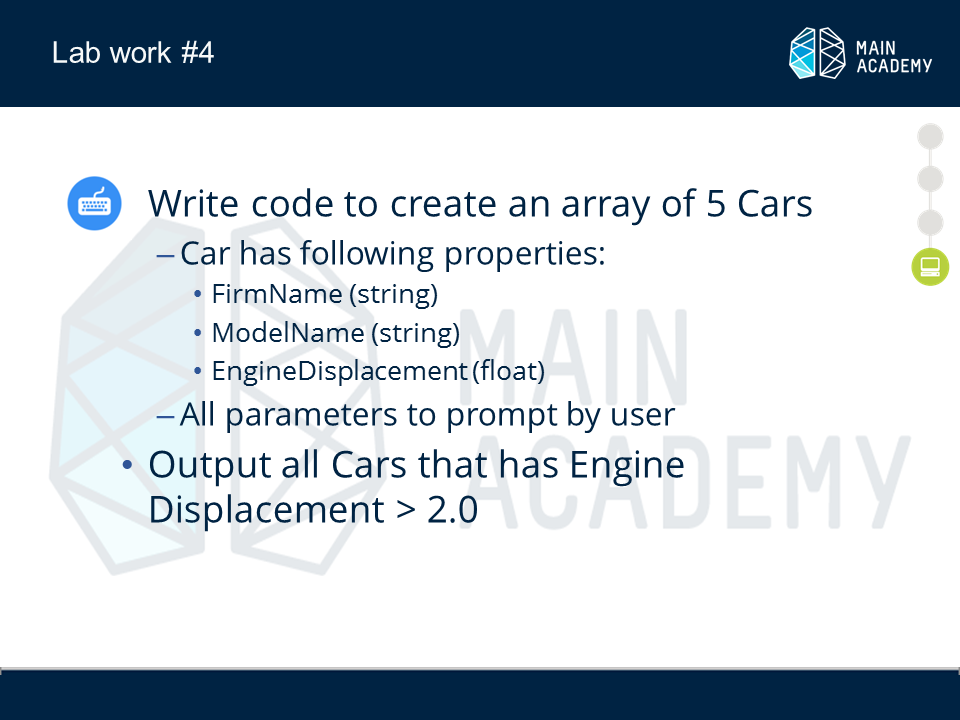 Lab work #4
MAIN
ACADEMY
Write code to create an array of 5 Cars
– Car has following properties:
• FirmName (string)
• ModelName (string)
• EngineDisplacement (float)
– All parameters to prompt by user
• Output all Cars that has Engine
Displacement > 2.0
MAIN
ACADEMY